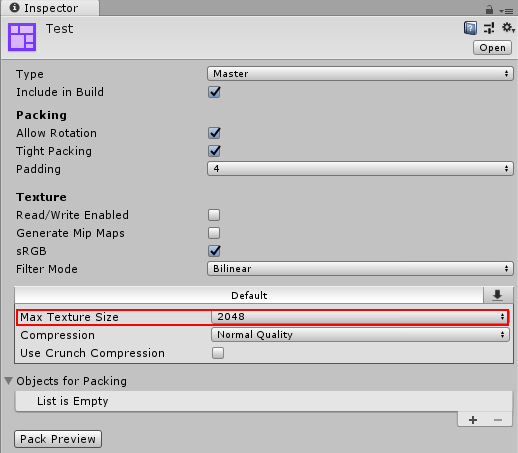 Inspector
Test
Open
Type Master
Include in Build
Packing
Allow Rotation
Tight Packing
Padding 4
Texture
Read/Write Enabled
Generate Mip Maps
sRGB
Filter Mode Bilinear
Default
Max Texture Size 2048
Compression Normal Quality
Use Crunch Compression
Objects for Packing
List is Empty
+ −
Pack Preview